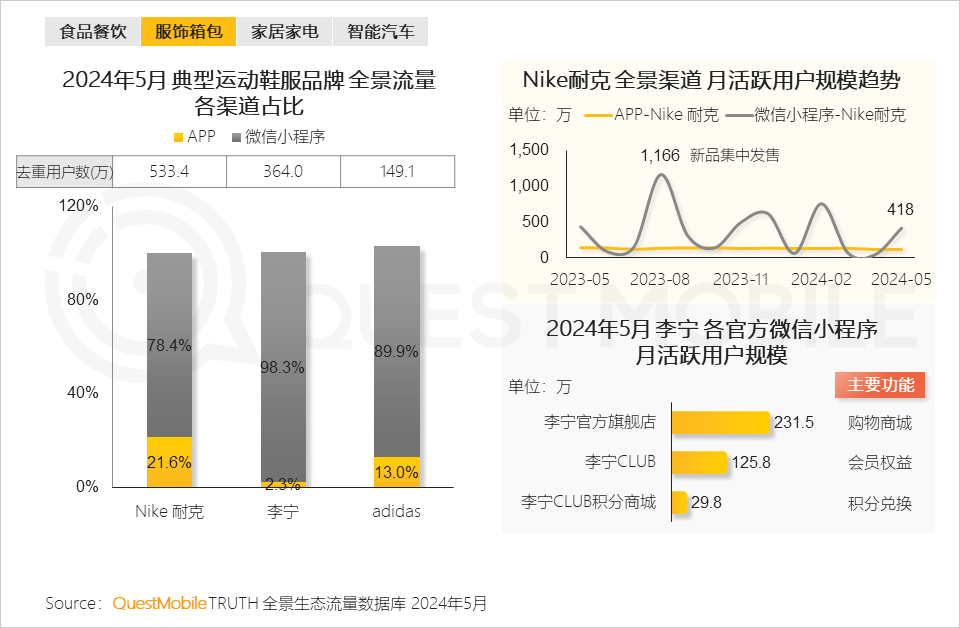 食品餐饮 服饰箱包 家居家电 智能汽车
2024年5月 典型运动鞋服品牌 全景流量
各渠道占比
APP 微信小程序
去重用户数(万) 533.4 364.0 149.1
120%
80%
40%
0%
78.4% 98.3% 89.9%
21.6% 2.3% 13.0%
Nike 耐克 李宁 adidas
Nike耐克 全景渠道 月活跃用户规模趋势
单位：万 APP-Nike 耐克 微信小程序-Nike耐克
1,500
1,000
500
0
1,166 新品集中发售
418
2023-05 2023-08 2023-11 2024-02 2024-05
2024年5月 李宁 各官方微信小程序
月活跃用户规模
单位：万 主要功能
李宁官方旗舰店 231.5 购物商城
李宁CLUB 125.8 会员权益
李宁CLUB积分商城 29.8 积分兑换
QUEST MOBILE
Source：QuestMobile TRUTH 全景生态流量数据库 2024年5月